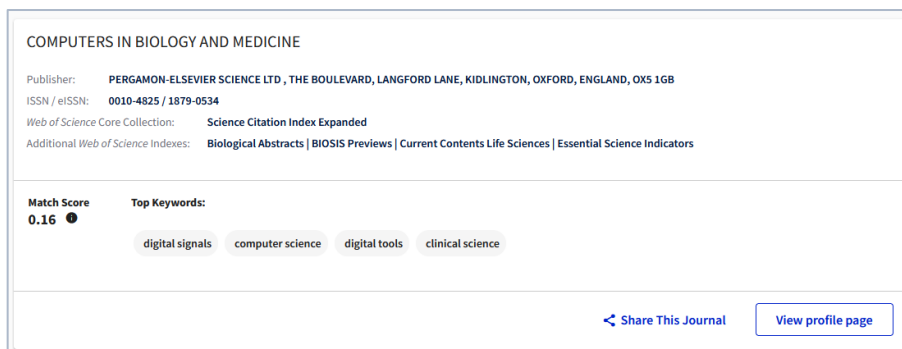 COMPUTERS IN BIOLOGY AND MEDICINE
Publisher: PERGAMON-ELSEVIER SCIENCE LTD , THE BOULEVARD, LANGFORD LANE, KIDLINGTON, OXFORD, ENGLAND, OX5 1GB
ISSN / eISSN: 0010-4825 / 1879-0534
Web of Science Core Collection: Science Citation Index Expanded
Additional Web of Science Indexes: Biological Abstracts | BIOSIS Previews | Current Contents Life Sciences | Essential Science Indicators
Match Score Top Keywords:
0.16
digital signals computer science digital tools clinical science
Share This Journal View profile page